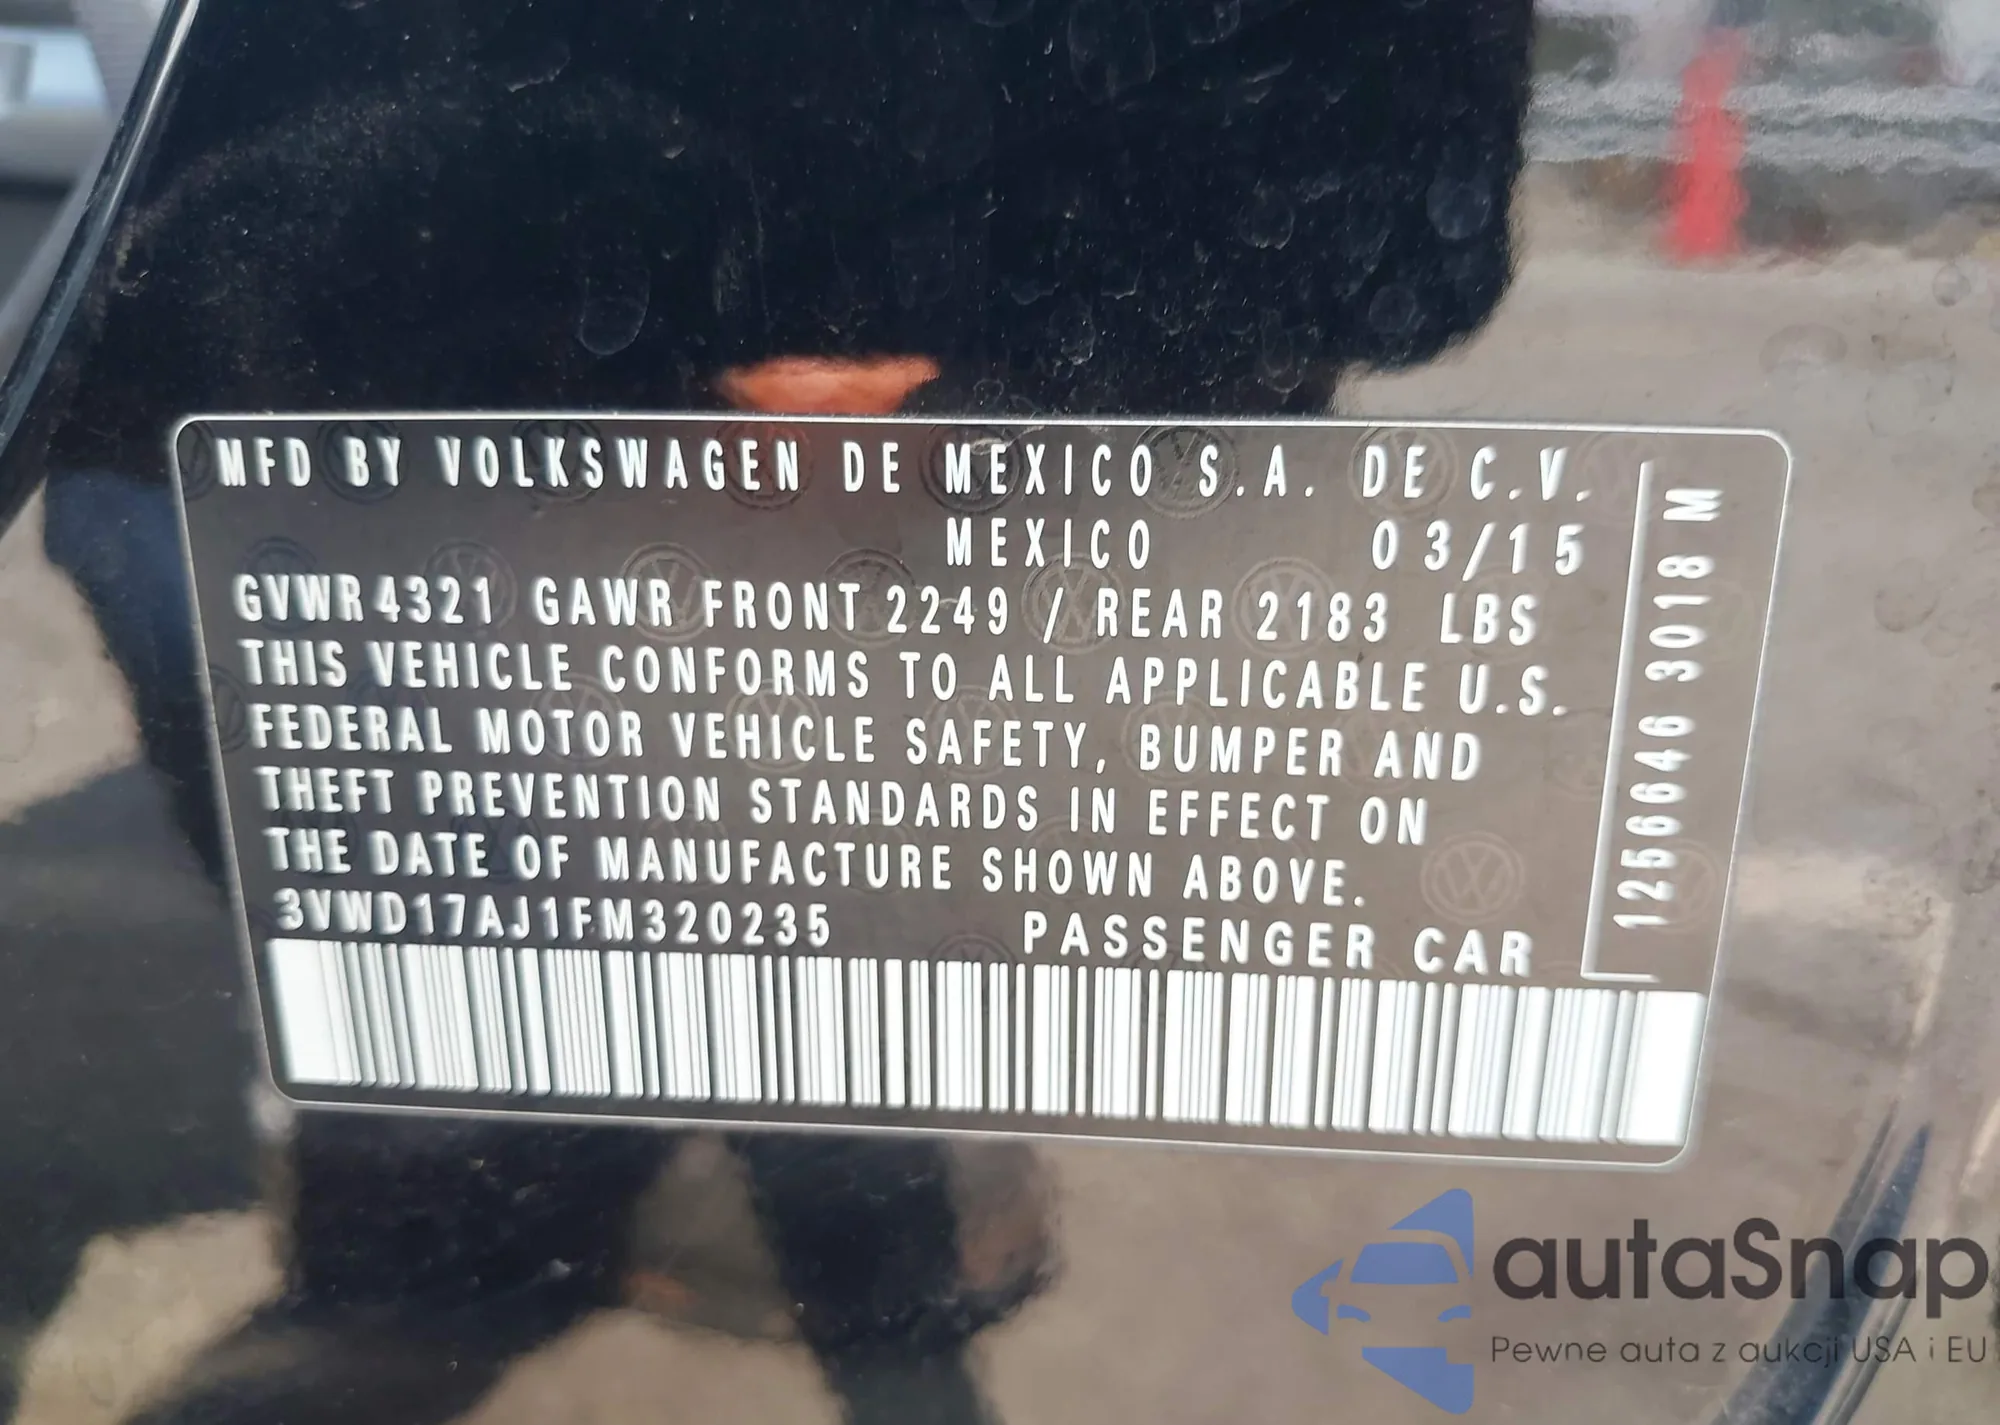 MFD BY VOLKSWAGEN DE MEXICO S.A. DE C.V.
MEXICO 03/15
GVWR 4321 GAWR FRONT 2249 / REAR 2183 LBS
THIS VEHICLE CONFORMS TO ALL APPLICABLE U.S.
FEDERAL MOTOR VEHICLE SAFETY, BUMPER AND
THEFT PREVENTION STANDARDS IN EFFECT ON
THE DATE OF MANUFACTURE SHOWN ABOVE.
3VWD17AJ1FM320235 PASSENGER CAR
1256646 3018 M
autaSnap
Pewne auta z aukcji USA i EU